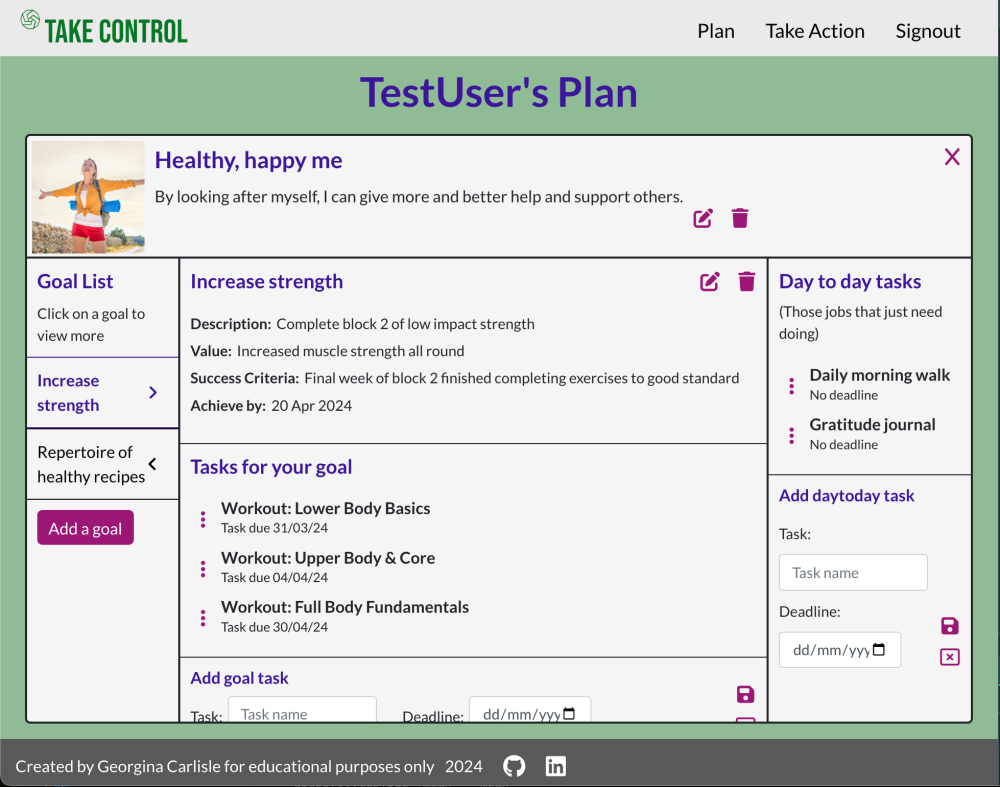 TAKE CONTROL
Plan Take Action Signout
TestUser's Plan
Healthy, happy me
By looking after myself, I can give more and better help and support others.
Goal List
Click on a goal to
view more
Increase
strength
Repertoire of
healthy recipes
Add a goal
Increase strength
Description: Complete block 2 of low impact strength
Value: Increased muscle strength all round
Success Criteria: Final week of block 2 finished completing exercises to good standard
Achieve by: 20 Apr 2024
Tasks for your goal
Workout: Lower Body Basics
Task due 31/03/24
Workout: Upper Body & Core
Task due 04/04/24
Workout: Full Body Fundamentals
Task due 30/04/24
Add goal task
Task: Task name Deadline: dd/mm/yyy
Day to day tasks
(Those jobs that just need
doing)
Daily morning walk
No deadline
Gratitude journal
No deadline
Add daytoday task
Task:
Task name
Deadline:
dd/mm/yyy
Created by Georgina Carlisle for educational purposes only 2024